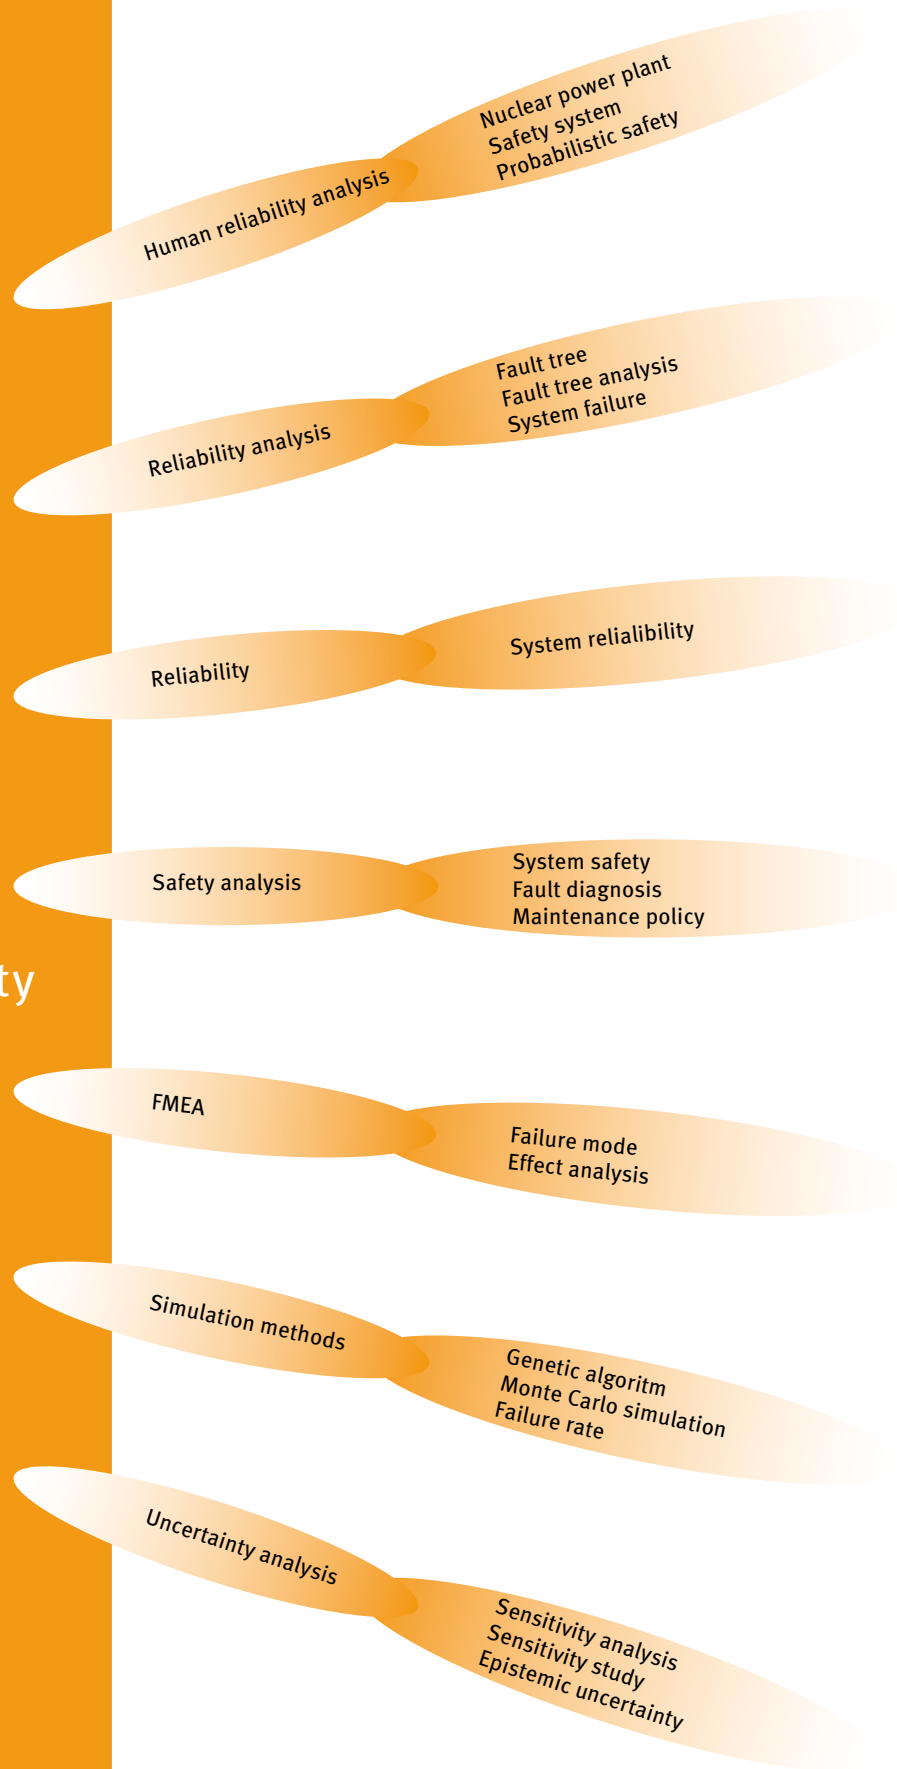 Nuclear power plant
Safety system
Probabilistic safety
Human reliability analysis
Fault tree
Fault tree analysis
System failure
Reliability analysis
System relialibility
Reliability
Safety analysis
System safety
Fault diagnosis
Maintenance policy
ty
FMEA
Failure mode
Effect analysis
Simulation methods
Genetic algoritm
Monte Carlo simulation
Failure rate
Uncertainty analysis
Sensitivity analysis
Sensitivity study
Epistemic uncertainty